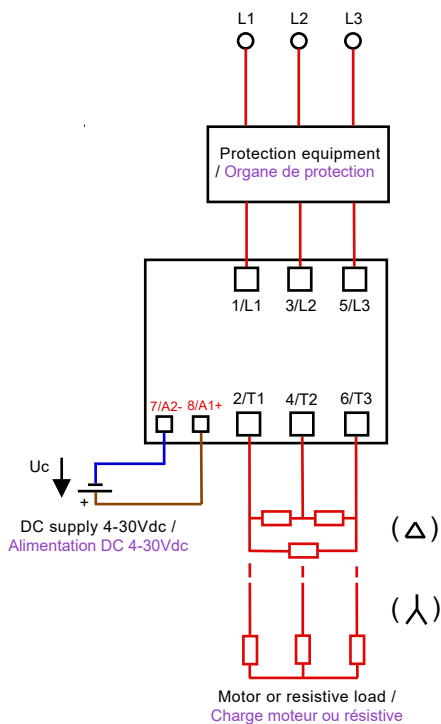 L1 L2 L3
Protection equipment
/ Organe de protection
1/L1 3/L2 5/L3
7/A2- 8/A1+ 2/T1 4/T2 6/T3
Uc
+
DC supply 4-30Vdc /
Alimentation DC 4-30Vdc
Motor or resistive load /
Charge moteur ou résistive